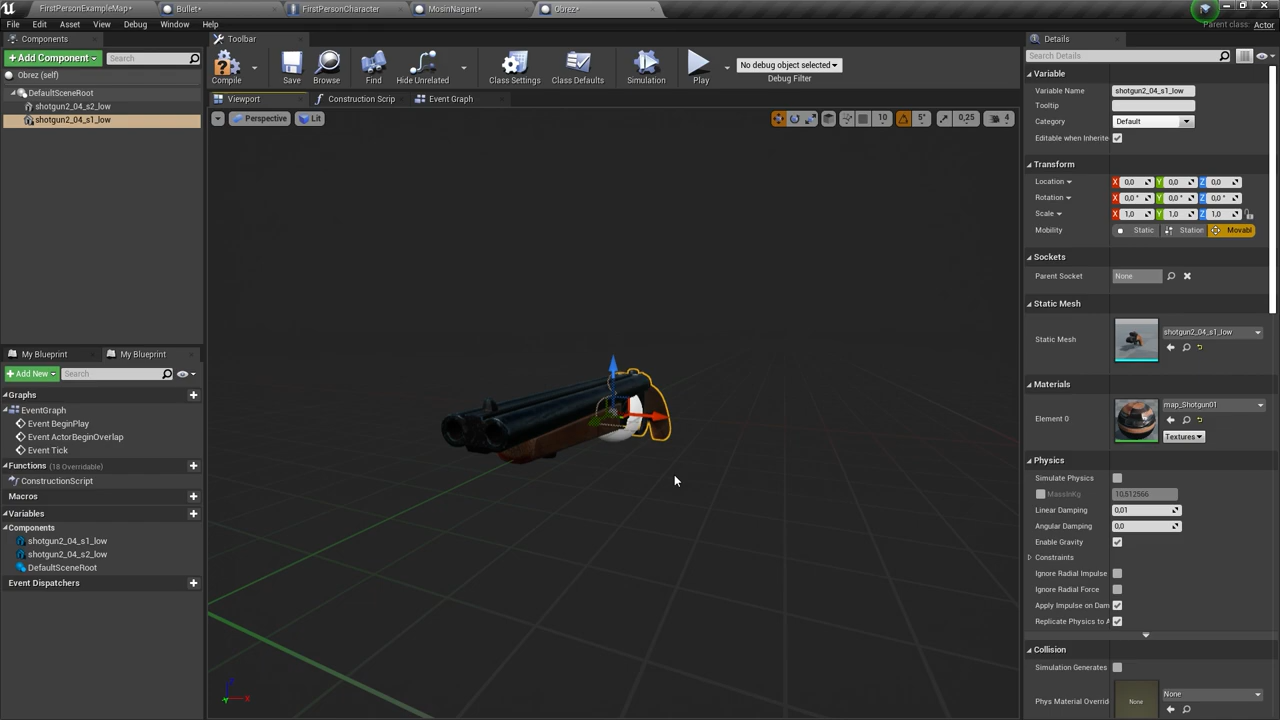 FirstPersonExampleMap*
Bullet*
FirstPersonCharacter
MosinNagant*
Obrez*
File
Edit
Asset
View
Debug
Window
Help
Parent class: Actor
Components
+Add Component
Search
Obrez (self)
DefaultSceneRoot
shotgun2_04_s2_low
shotgun2_04_s1_low
Toolbar
Compile
Save
Browse
Find
Hide Unrelated
Class Settings
Class Defaults
Simulation
Play
No debug object selected
Debug Filter
Viewport
Construction Scrip
Event Graph
Perspective
Lit
10
5°
0,25
4
My Blueprint
My Blueprint
+Add New
Search
Graphs
EventGraph
Event BeginPlay
Event ActorBeginOverlap
Event Tick
Functions (18 Overridable)
ConstructionScript
Macros
Variables
Components
shotgun2_04_s1_low
shotgun2_04_s2_low
DefaultSceneRoot
Event Dispatchers
Details
Search Details
Variable
Variable Name shotgun2_04_s1_low
Tooltip
Category Default
Editable when Inherite
Transform
Location X 0,0 Y 0,0 Z 0,0
Rotation X 0,0 ° Y 0,0 ° Z 0,0 °
Scale X 1,0 Y 1,0 Z 1,0
Mobility Static Station Movabl
Sockets
Parent Socket None
Static Mesh
Static Mesh shotgun2_04_s1_low
Materials
Element 0 map_Shotgun01
Textures
Physics
Simulate Physics
MassInKg 10,512566
Linear Damping 0,01
Angular Damping 0,0
Enable Gravity
Constraints
Ignore Radial Impulse
Ignore Radial Force
Apply Impulse on Dam
Replicate Physics to A
Collision
Simulation Generates
Phys Material Overrid None None